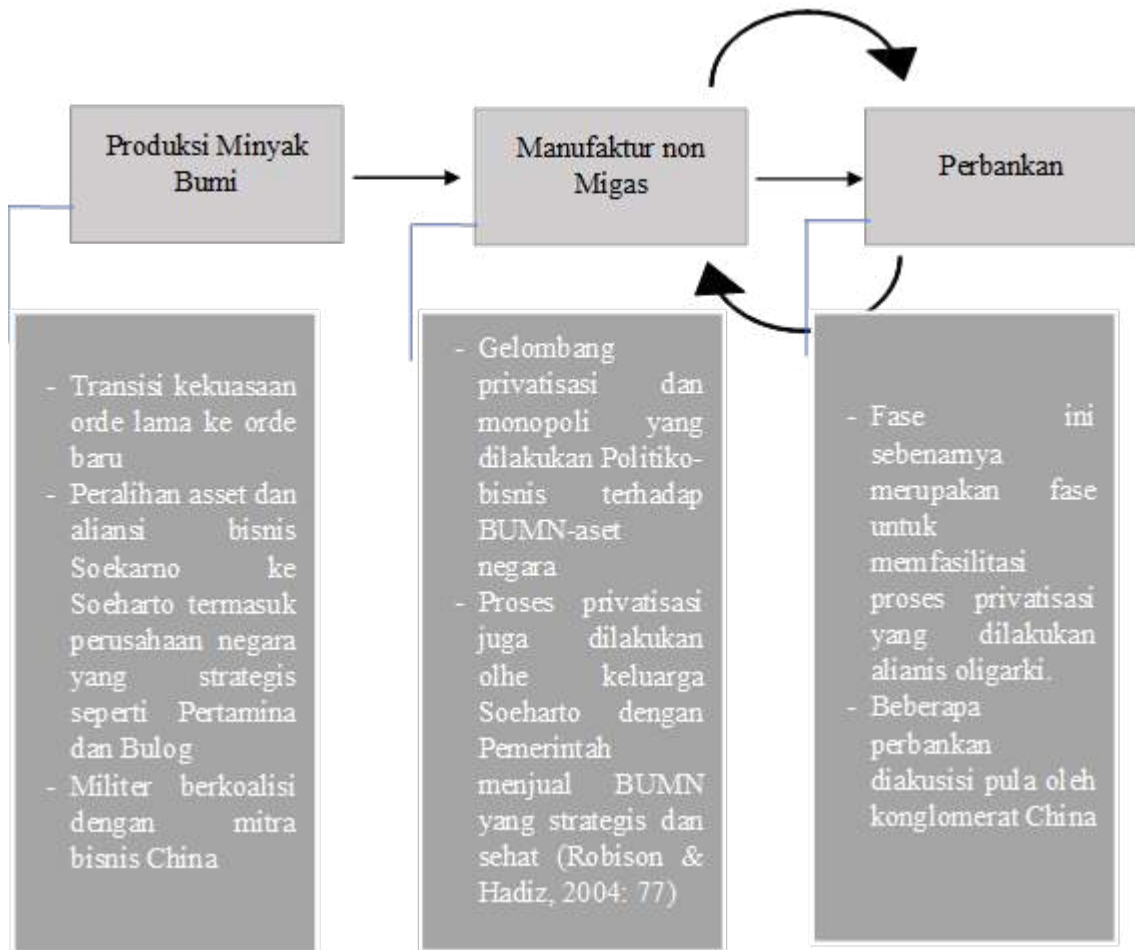 Produksi Minyak
Bumi
Manufaktur non
Migas
Perbankan
- Transisi kekuasaan
orde lama ke orde
baru
- Peralihan asset dan
aliansi bisnis
Soekarno ke
Soeharto termasuk
perusahaan negara
yang strategis
seperti Pertamina
dan Bulog
- Militer berkoalisi
dengan mitra
bisnis China
- Gelombang
privatisasi dan
monopoli yang
dilakukan Politiko-
bisnis terhadap
BUMN-aset
negara
- Proses privatisasi
juga dilakukan
olhe keluarga
Soeharto dengan
Pemerintah
menjual BUMN
yang strategis dan
sehat (Robison &
Hadiz, 2004: 77)
- Fase ini
sebenarnya
merupakan fase
untuk
memfasilitasi
proses privatisasi
yang dilakukan
alianis oligarki.
- Beberapa
perbankan
diakusisi pula oleh
konglomerat China